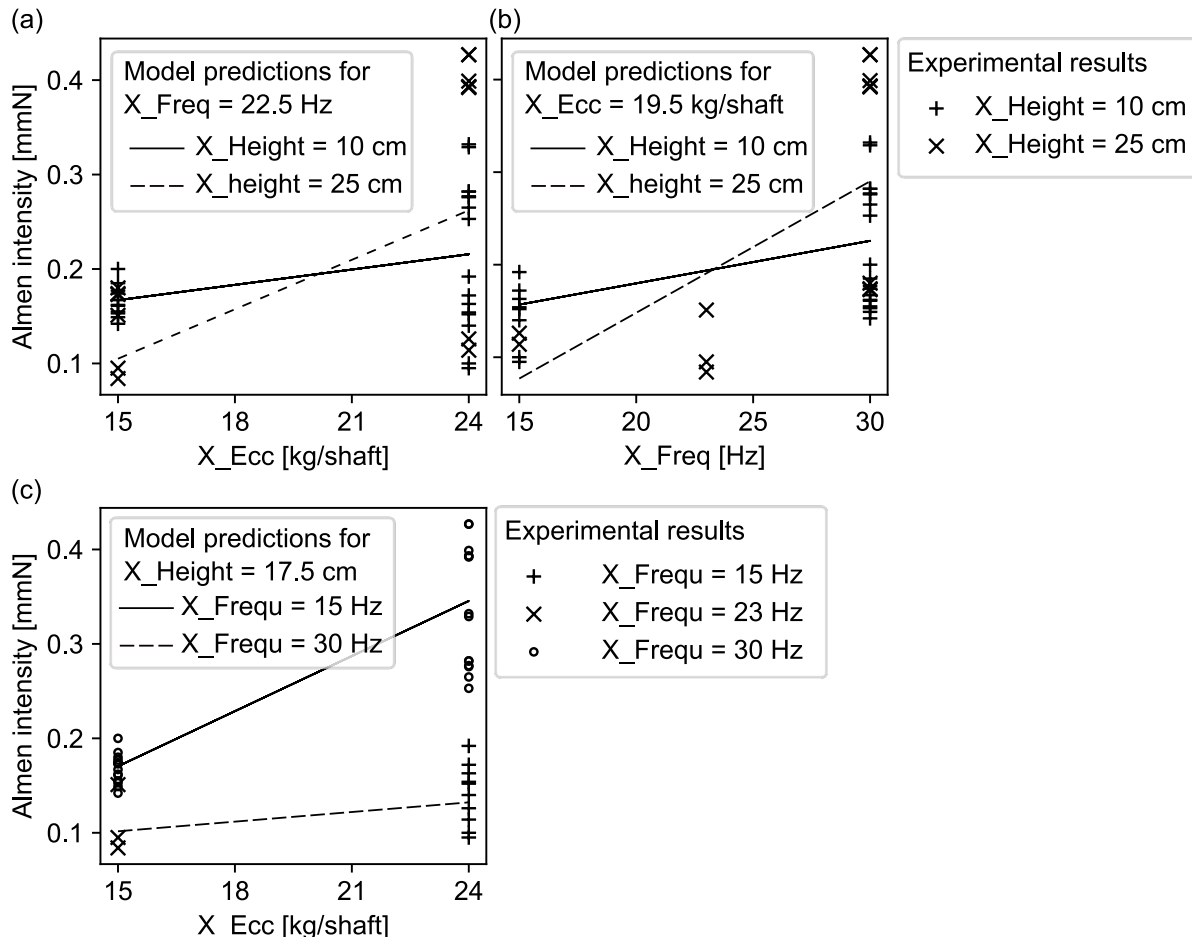 (a)
(b)
Almen intensity [mmN]
0.4
0.3
0.2
0.1
Model predictions for
X_Freq = 22.5 Hz
X_Height = 10 cm
X_height = 25 cm
15
18
21
24
X_Ecc [kg/shaft]
Model predictions for
X_Ecc = 19.5 kg/shaft
X_Height = 10 cm
X_height = 25 cm
15
20
25
30
X_Freq [Hz]
Experimental results
X_Height = 10 cm
X_Height = 25 cm
(c)
Almen intensity [mmN]
0.4
0.3
0.2
0.1
Model predictions for
X_Height = 17.5 cm
X_Frequ = 15 Hz
X_Frequ = 30 Hz
15
18
21
24
X_Ecc [kg/shaft]
Experimental results
X_Frequ = 15 Hz
X_Frequ = 23 Hz
X_Frequ = 30 Hz